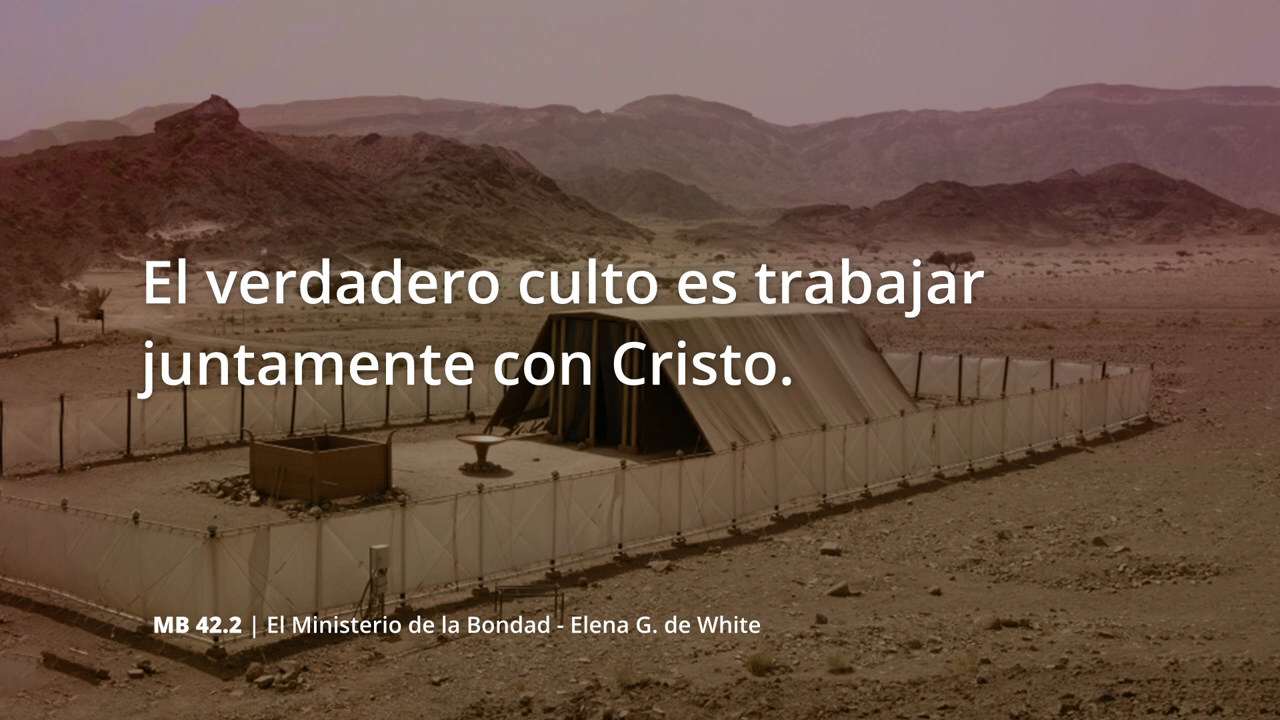 El verdadero culto es trabajar
juntamente con Cristo.
MB 42.2 | El Ministerio de la Bondad - Elena G. de White